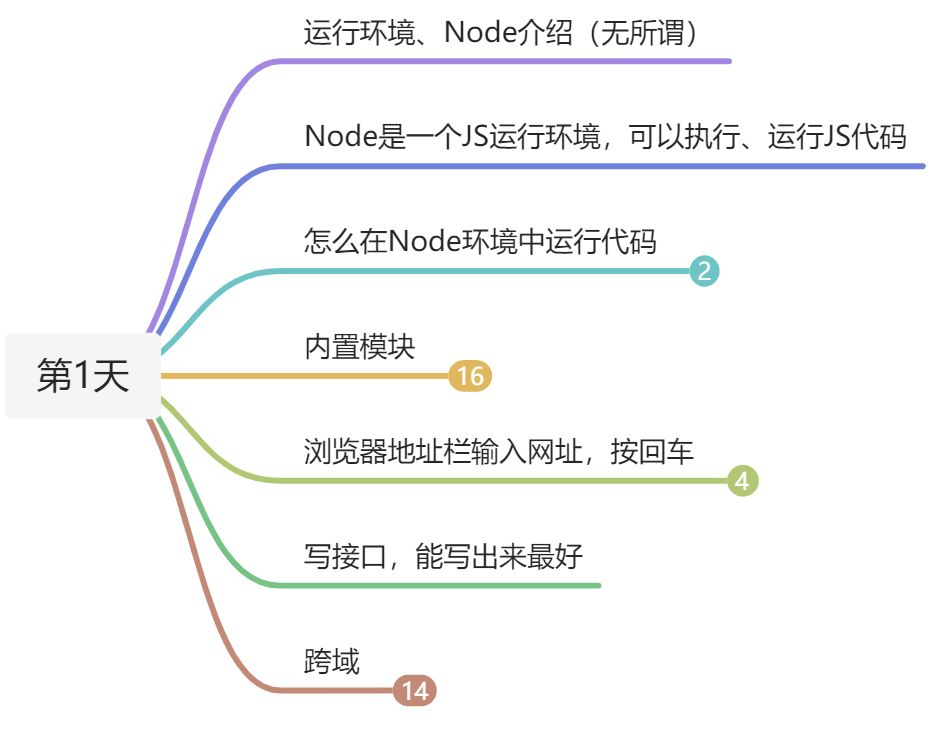 运行环境、Node介绍（无所谓）
Node是一个JS运行环境，可以执行、运行JS代码
怎么在Node环境中运行代码
2
内置模块
16
第1天
浏览器地址栏输入网址，按回车
4
写接口，能写出来最好
跨域
14